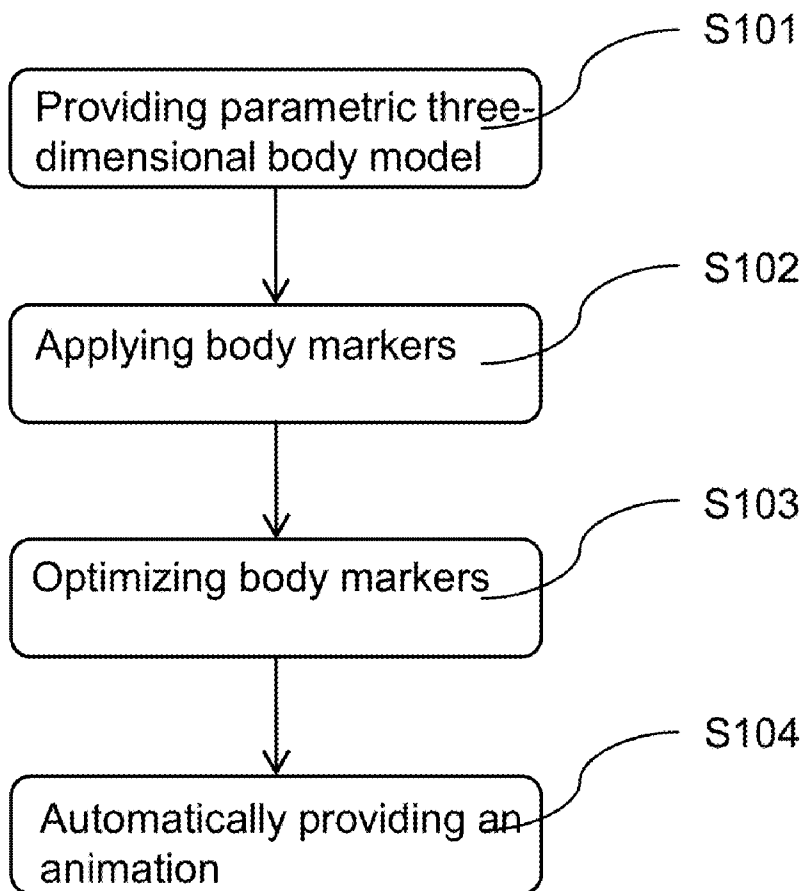 S101
Providing parametric three-
dimensional body model
S102
Applying body markers
S103
Optimizing body markers
S104
Automatically providing an
animation